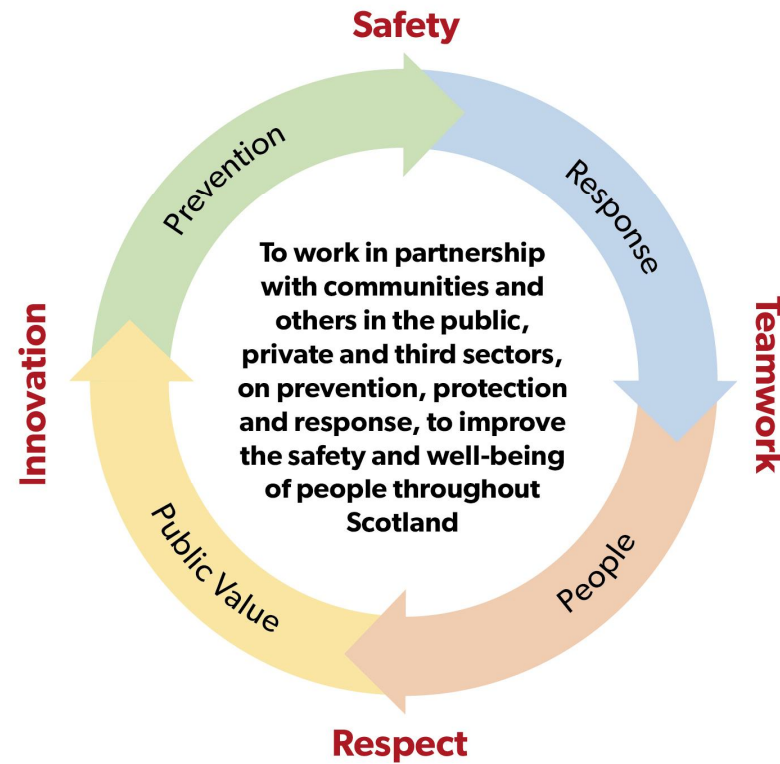 Safety
Prevention
Response
To work in partnership
with communities and
others in the public,
private and third sectors,
on prevention, protection
and response, to improve
the safety and well-being
of people throughout
Scotland
Innovation
Teamwork
Public Value
People
Respect